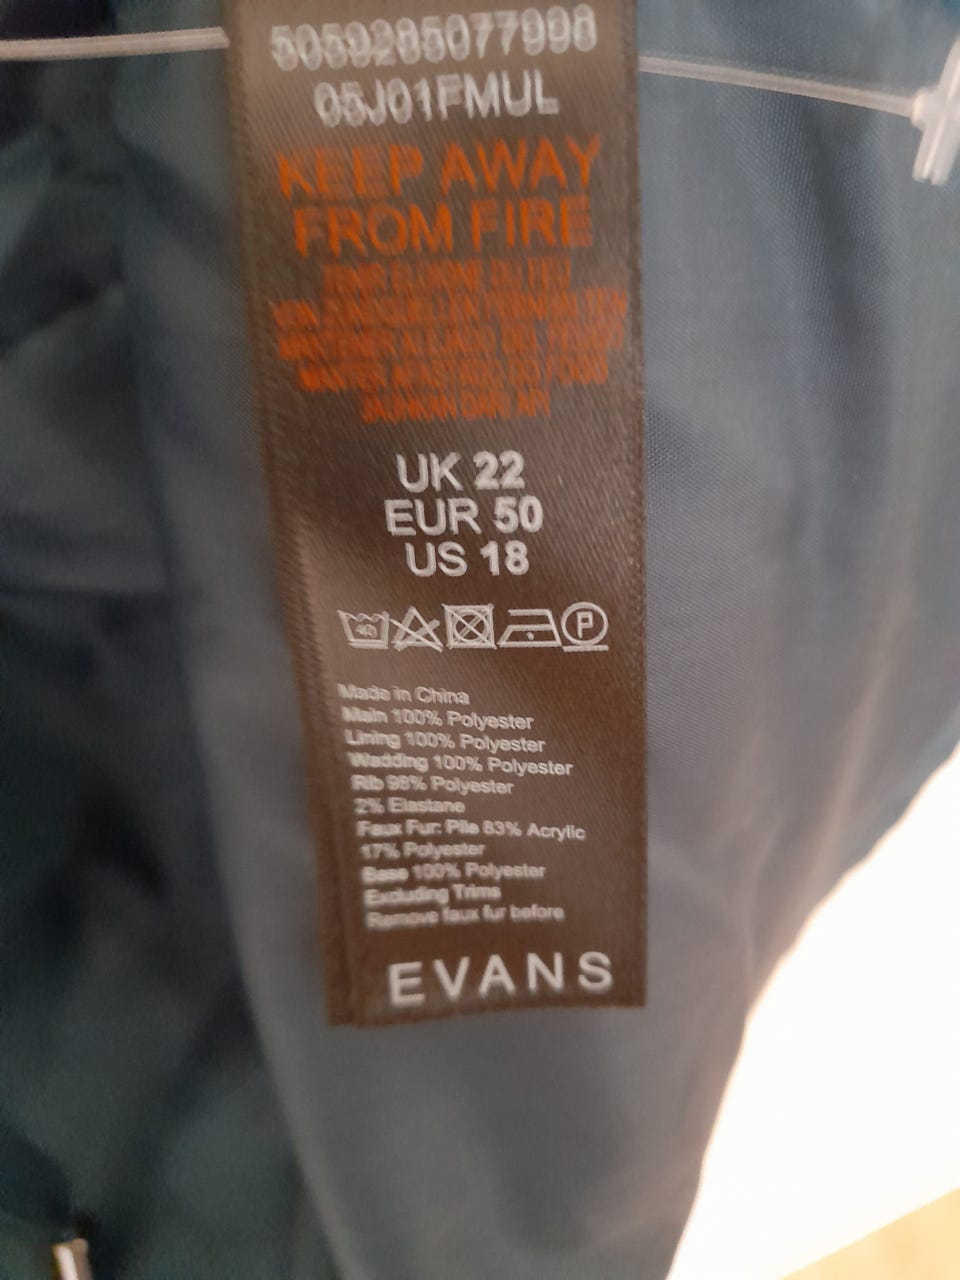 5059285077998
05J01FMUL
KEEP AWAY
FROM FIRE
UK 22
EUR 50
US 18
P
Made in China
Main 100% Polyester
Lining 100% Polyester
Wadding 100% Polyester
Rib 98% Polyester
2% Elastane
Faux Fur: Pile 83% Acrylic
17% Polyester
Base 100% Polyester
Excluding Trims
Remove faux fur before
EVANS